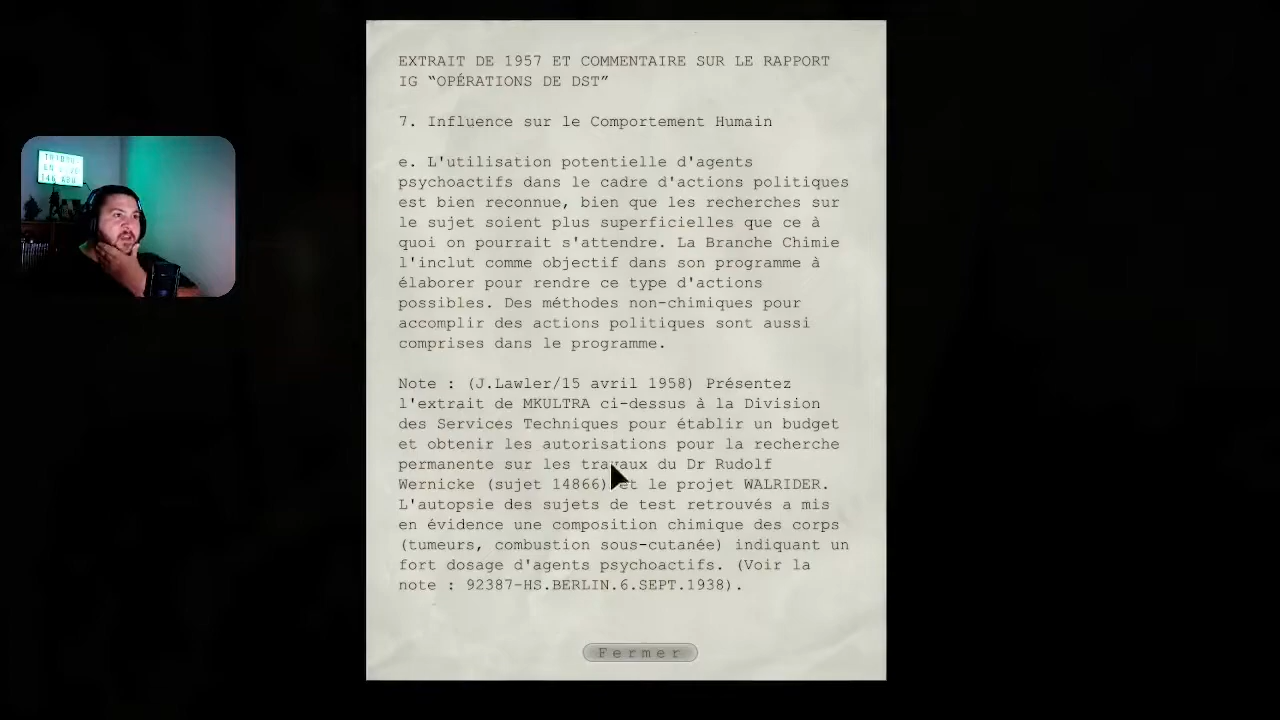 EXTRAIT DE 1957 ET COMMENTAIRE SUR LE RAPPORT
IG “OPÉRATIONS DE DST”
7. Influence sur le Comportement Humain
e. L'utilisation potentielle d'agents
psychoactifs dans le cadre d'actions politiques
est bien reconnue, bien que les recherches sur
le sujet soient plus superficielles que ce à
quoi on pourrait s'attendre. La Branche Chimie
l'inclut comme objectif dans son programme à
élaborer pour rendre ce type d'actions
possibles. Des méthodes non-chimiques pour
accomplir des actions politiques sont aussi
comprises dans le programme.
Note : (J.Lawler/15 avril 1958) Présentez
l'extrait de MKULTRA ci-dessus à la Division
des Services Techniques pour établir un budget
et obtenir les autorisations pour la recherche
permanente sur les travaux du Dr Rudolf
Wernicke (sujet 14866) et le projet WALRIDER.
L'autopsie des sujets de test retrouvés a mis
en évidence une composition chimique des corps
(tumeurs, combustion sous-cutanée) indiquant un
fort dosage d'agents psychoactifs. (Voir la
note : 92387-HS.BERLIN.6.SEPT.1938).
Fermer